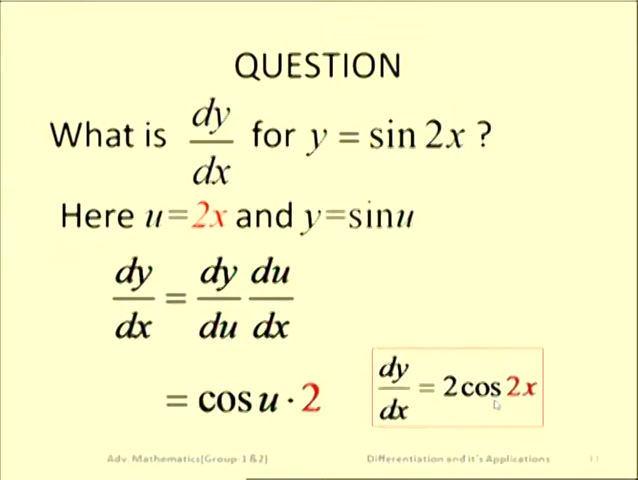 QUESTION
What is dy/dx for y = sin 2x ?
Here u=2x and y=sinu
dy/dx = dy/du du/dx
= cos u · 2
dy/dx = 2cos 2x
Adv. Mathematics(Group-1&2)
Differentiation and it's Applications